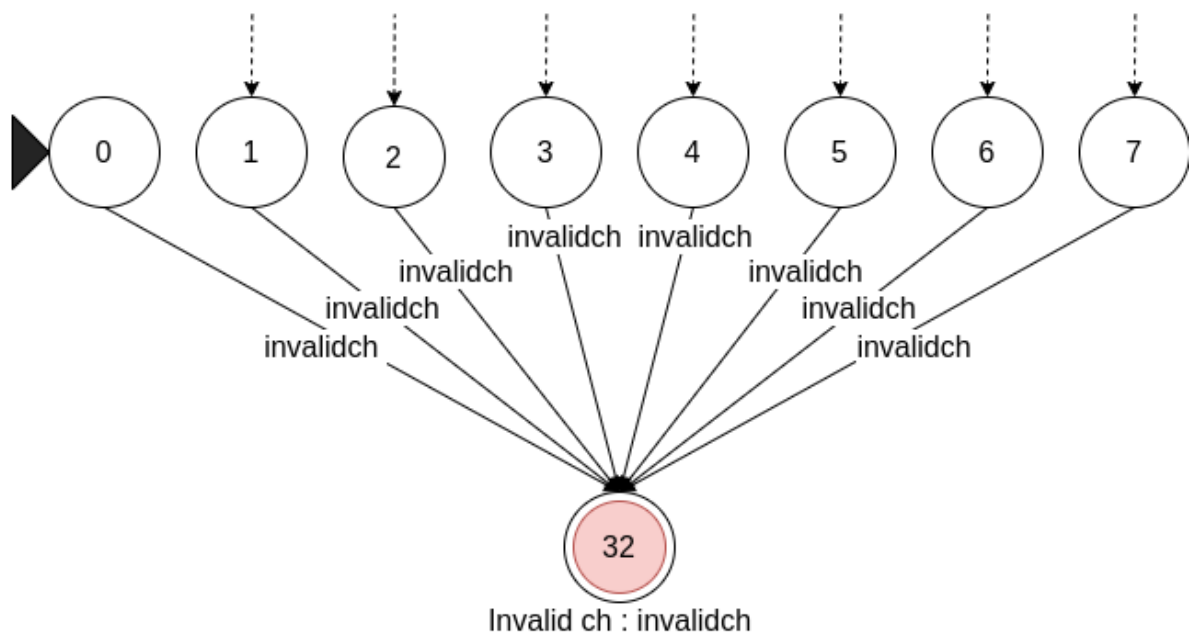 0 1 2 3 4 5 6 7
invalidch invalidch
invalidch invalidch
invalidch invalidch
invalidch invalidch
32
Invalid ch : invalidch